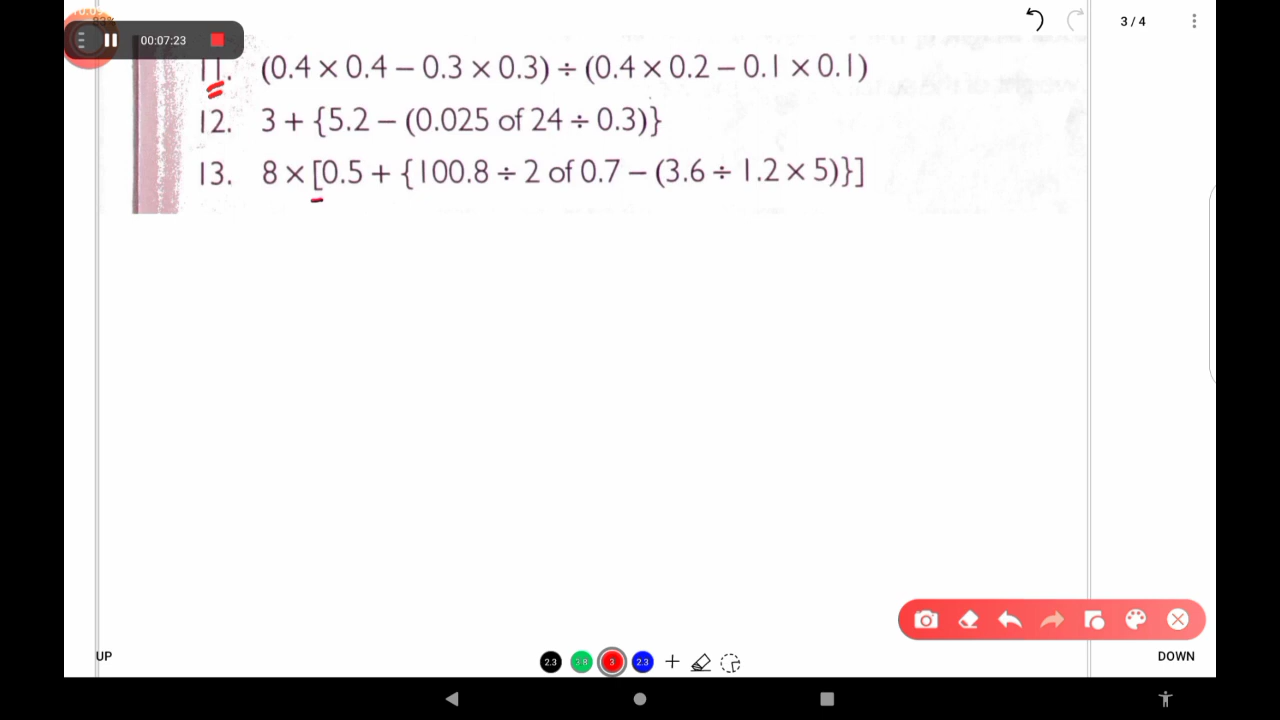 3 / 4
00:07:23
11. (0.4 × 0.4 – 0.3 × 0.3) ÷ (0.4 × 0.2 – 0.1 × 0.1)
12. 3 + {5.2 – (0.025 of 24 ÷ 0.3)}
13. 8 × [0.5 + {100.8 ÷ 2 of 0.7 – (3.6 ÷ 1.2 × 5)}]
UP
2.3 3.8 3 2.3
DOWN